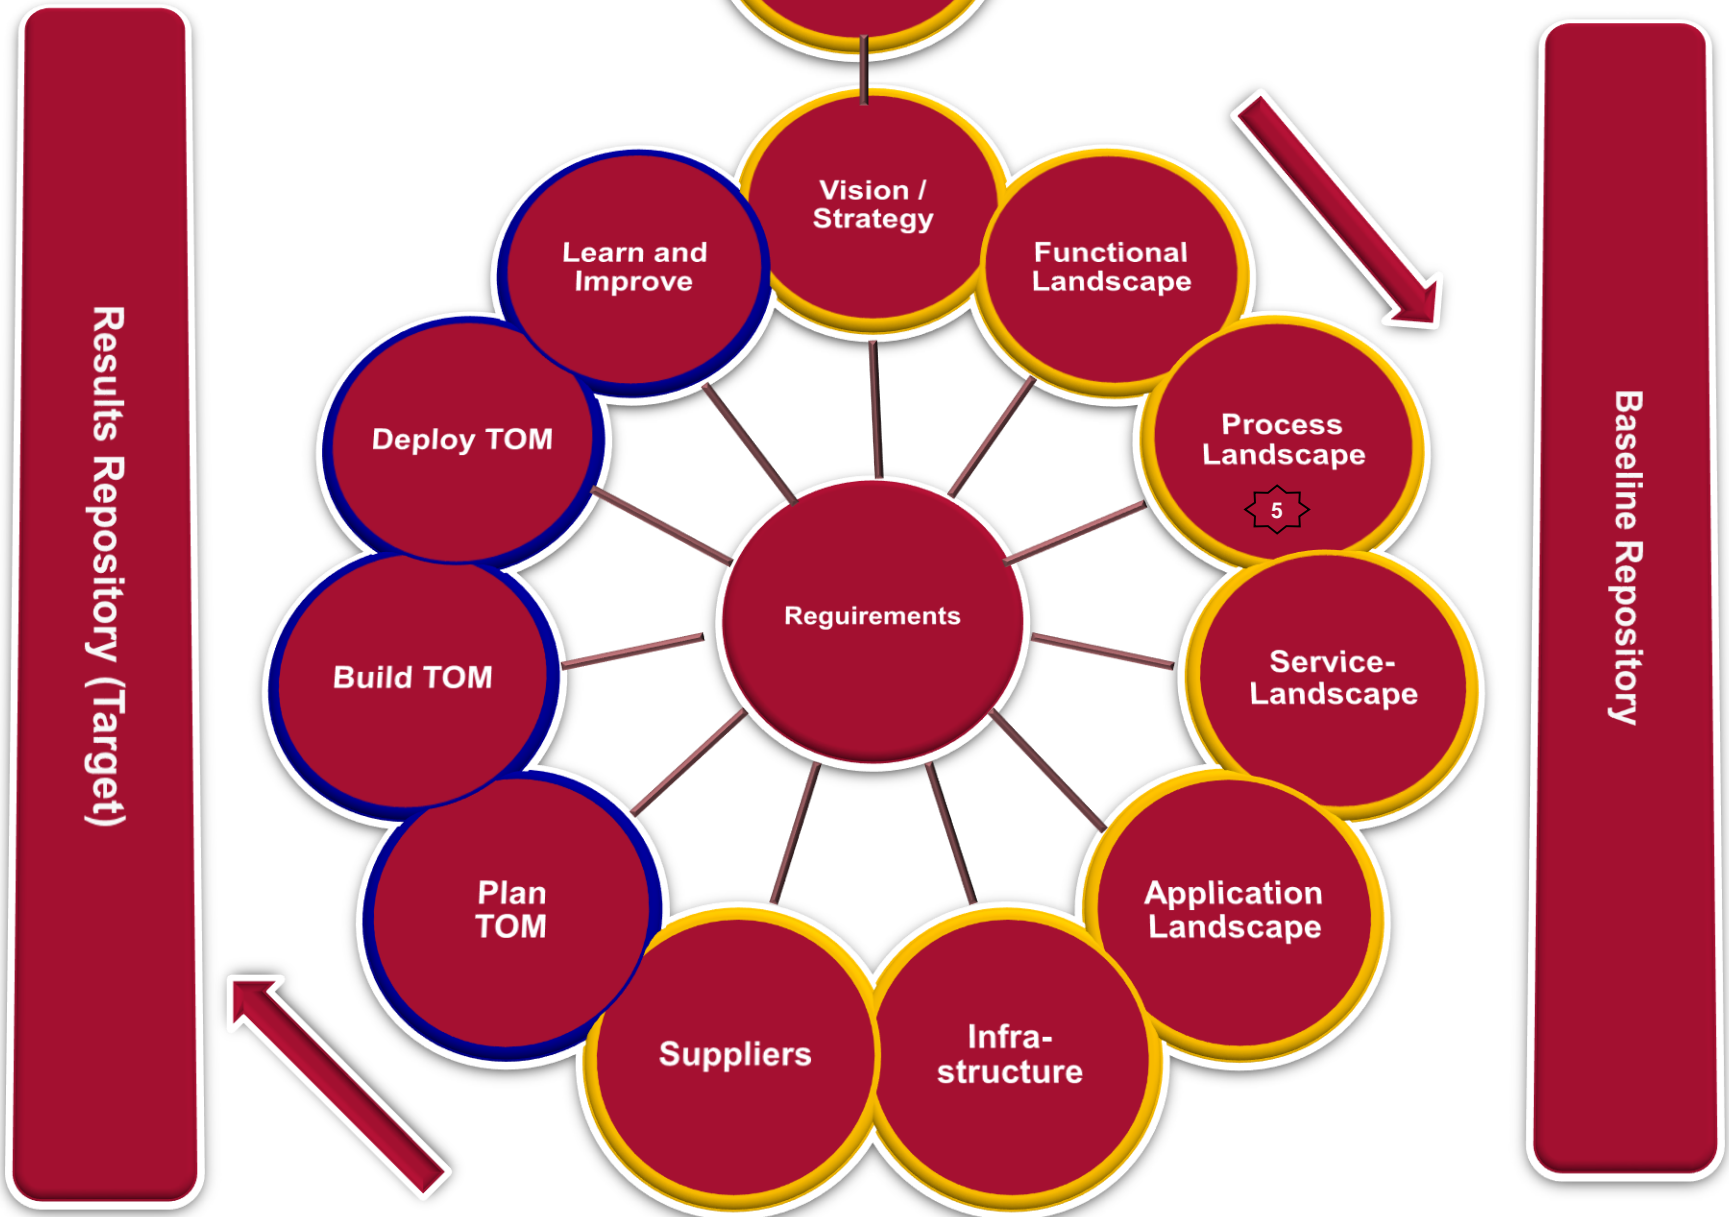 Vision /
Strategy
Functional
Landscape
Process
Landscape
5
Service-
Landscape
Application
Landscape
Infra-
structure
Suppliers
Plan
TOM
Build TOM
Deploy TOM
Learn and
Improve
Reguirements
Results Repository (Target)
Baseline Repository